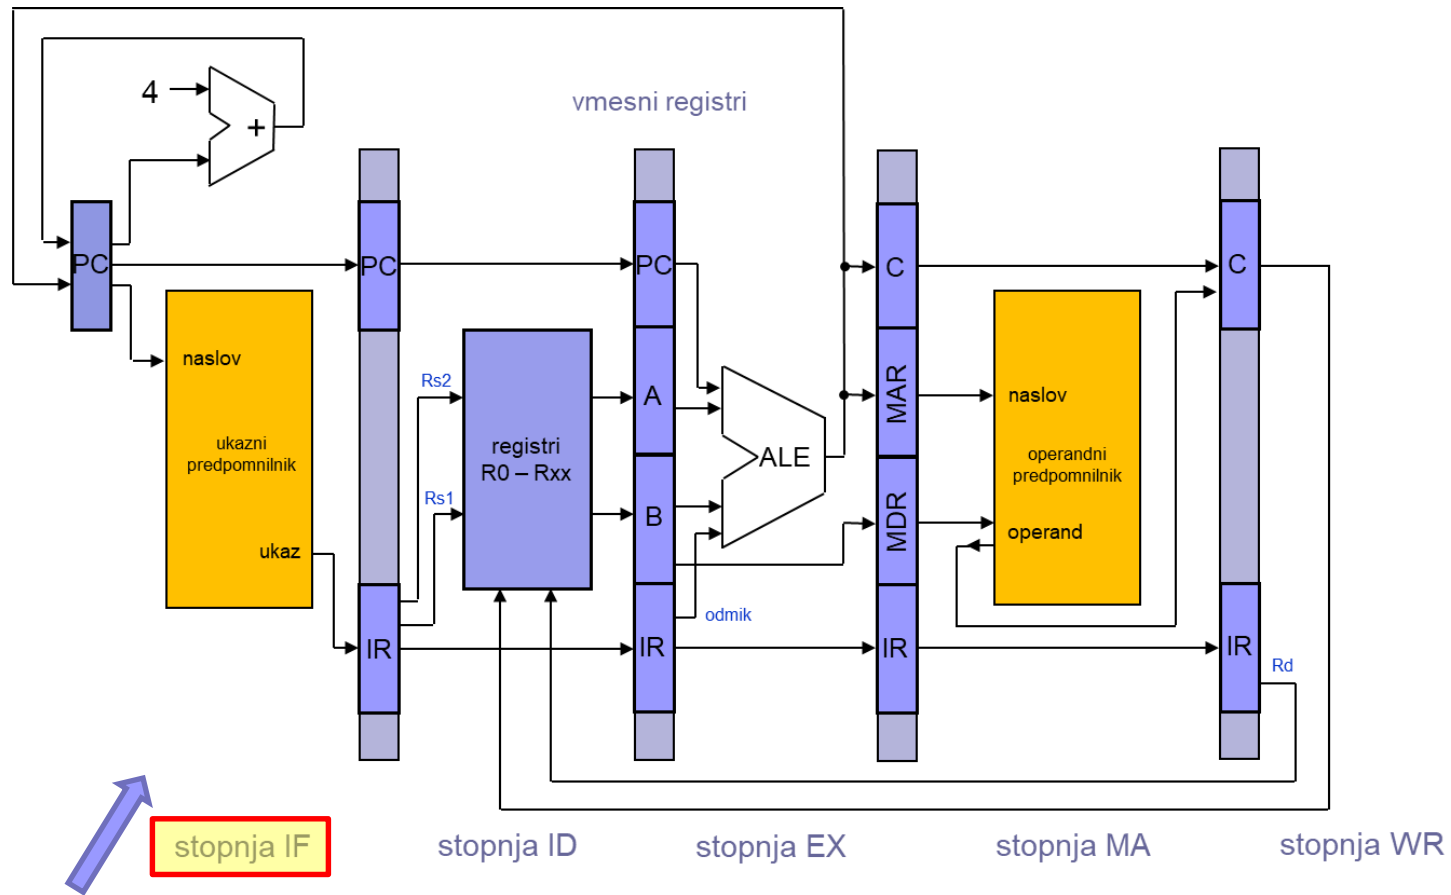 4
+
vmesni registri
PC
PC
PC
C
C
naslov
ukazni
predpomnilnik
ukaz
Rs2
Rs1
registri
R0 – Rxx
A
B
ALE
MAR
MDR
naslov
operandni
predpomnilnik
operand
odmik
IR
IR
IR
IR
Rd
stopnja IF
stopnja ID
stopnja EX
stopnja MA
stopnja WR